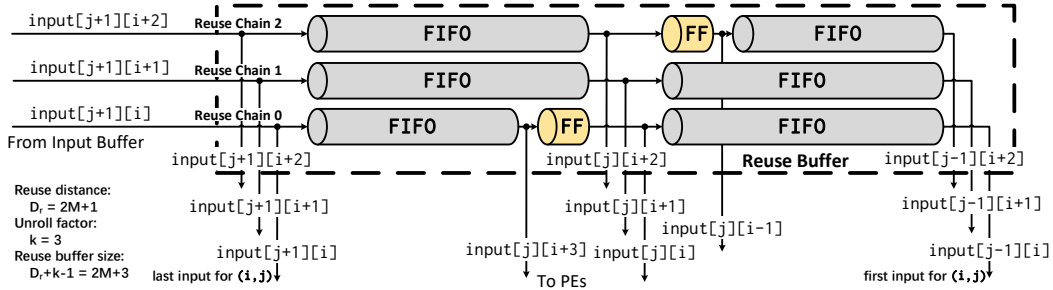 input[j+1][i+2]
Reuse Chain 2
FIFO
FF
FIFO
input[j+1][i+1]
Reuse Chain 1
FIFO
FIFO
input[j+1][i]
Reuse Chain 0
FIFO
FF
FIFO
From Input Buffer
input[j+1][i+2]
input[j][i+2]
Reuse Buffer
input[j-1][i+2]
Reuse distance:
Dr = 2M+1
Unroll factor:
k = 3
Reuse buffer size:
Dr+k-1 = 2M+3
input[j+1][i+1]
input[j][i+1]
input[j][i-1]
input[j-1][i+1]
input[j+1][i]
input[j][i+3]
input[j][i]
input[j-1][i]
last input for (i,j)
To PEs
first input for (i,j)